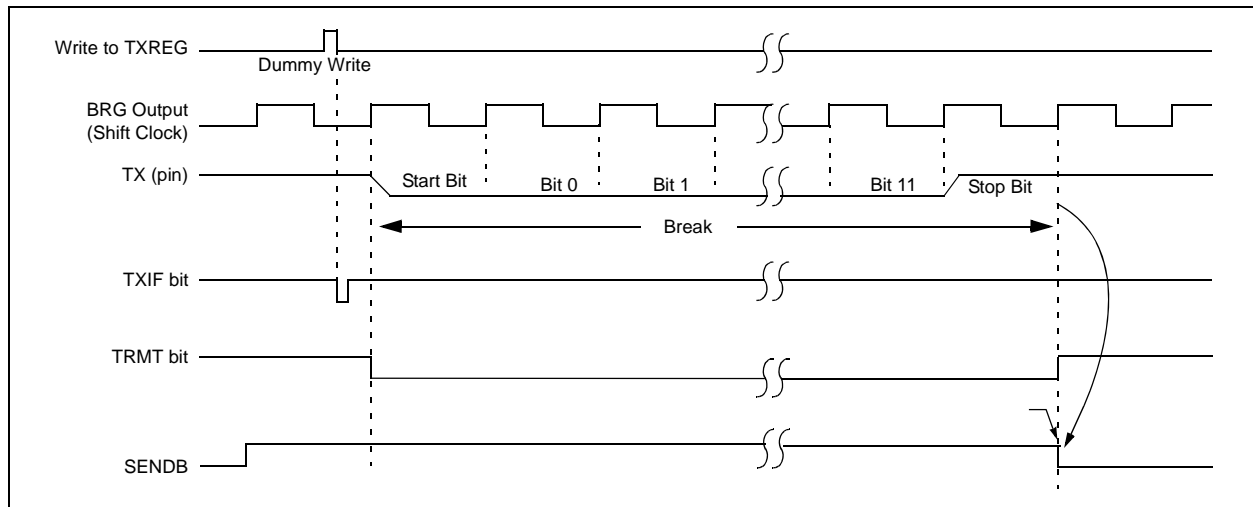 Write to TXREG
Dummy Write
BRG Output
(Shift Clock)
TX (pin)
Start Bit
Bit 0
Bit 1
Bit 11
Stop Bit
Break
TXIF bit
TRMT bit
SENDB